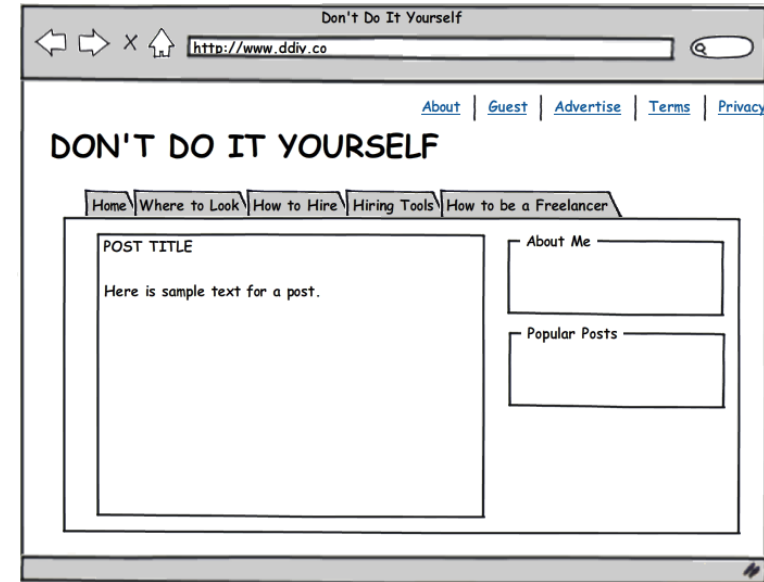 Don't Do It Yourself
http://www.ddiv.co
About Guest Advertise Terms Privacy
DON'T DO IT YOURSELF
Home Where to Look How to Hire Hiring Tools How to be a Freelancer
POST TITLE
About Me
Here is sample text for a post.
Popular Posts